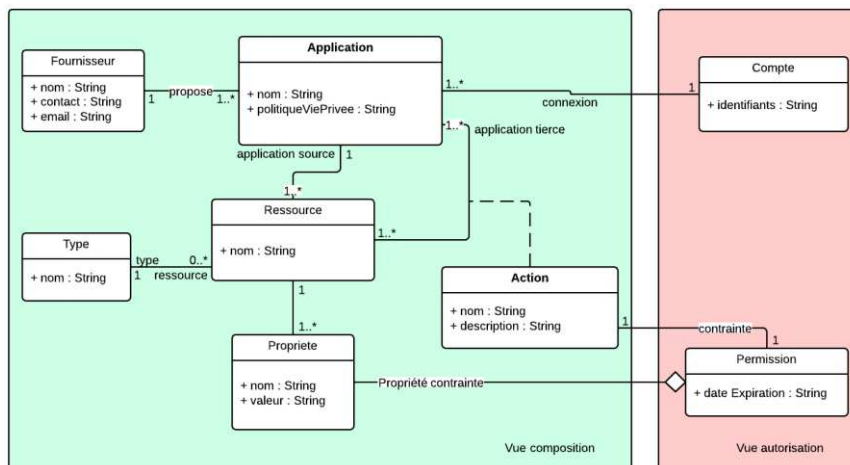 Fournisseur
+ nom : String
+ contact : String
+ email : String
1
propose
1..*
Application
+ nom : String
+ politiqueViePrivee : String
1..*
connexion
1
Compte
+ identifiants : String
1..*
application tierce
application source
1
1..*
Ressource
+ nom : String
1..*
Type
+ nom : String
type
0..*
1
ressource
1
1..*
Action
+ nom : String
+ description : String
1
contrainte
1
Propriete
+ nom : String
+ valeur : String
Propriété contrainte
Permission
+ date Expiration : String
Vue composition
Vue autorisation